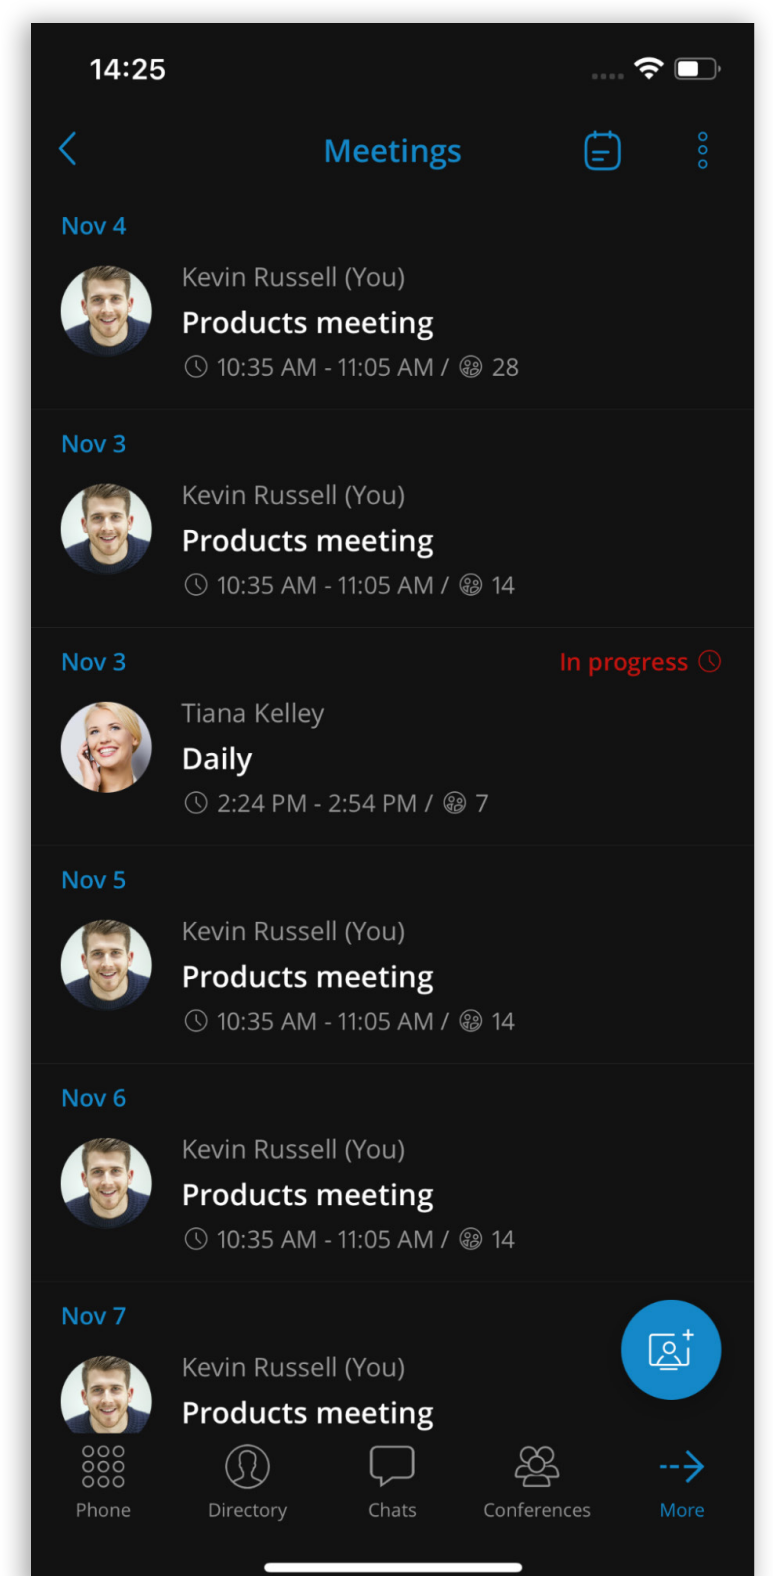 14:25
Meetings
Nov 4
Kevin Russell (You)
Products meeting
10:35 AM - 11:05 AM / 28
Nov 3
Kevin Russell (You)
Products meeting
10:35 AM - 11:05 AM / 14
Nov 3 In progress
Tiana Kelley
Daily
2:24 PM - 2:54 PM / 7
Nov 5
Kevin Russell (You)
Products meeting
10:35 AM - 11:05 AM / 14
Nov 6
Kevin Russell (You)
Products meeting
10:35 AM - 11:05 AM / 14
Nov 7
Kevin Russell (You)
Products meeting
Phone Directory Chats Conferences More